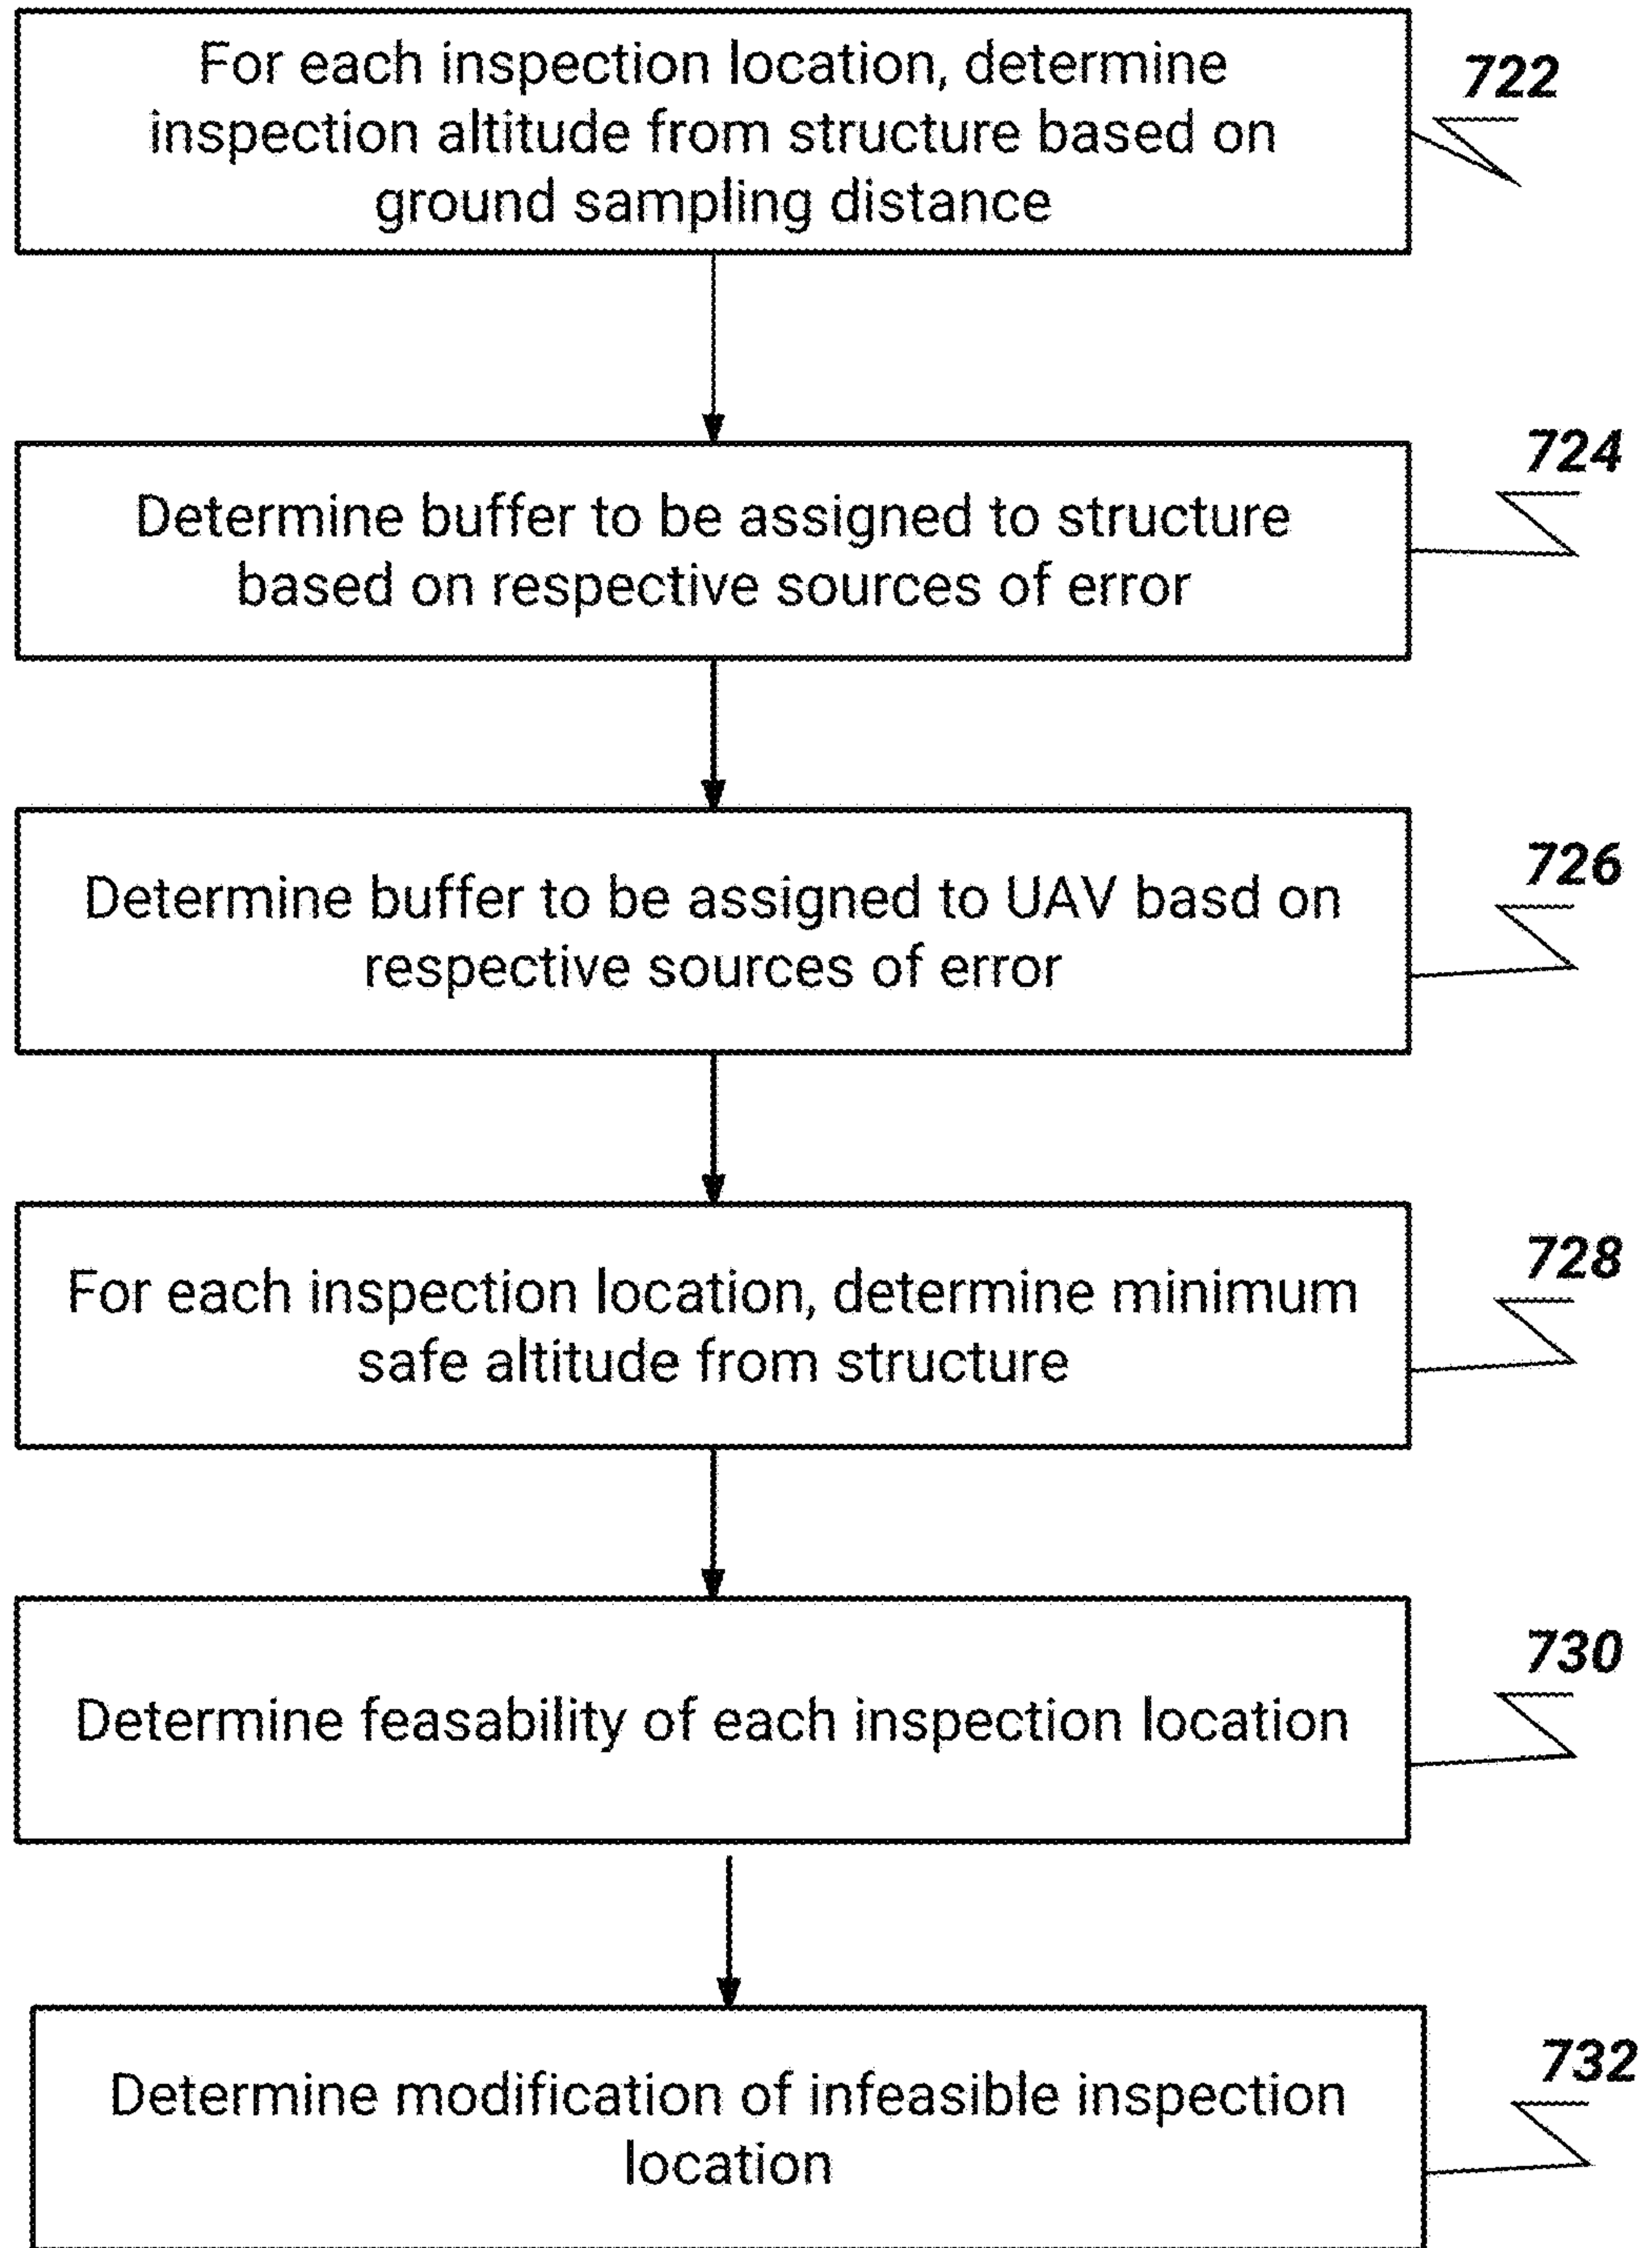 For each inspection location, determine
inspection altitude from structure based on
ground sampling distance
722
Determine buffer to be assigned to structure
based on respective sources of error
724
Determine buffer to be assigned to UAV basd on
respective sources of error
726
For each inspection location, determine minimum
safe altitude from structure
728
Determine feasability of each inspection location
730
Determine modification of infeasible inspection
location
732